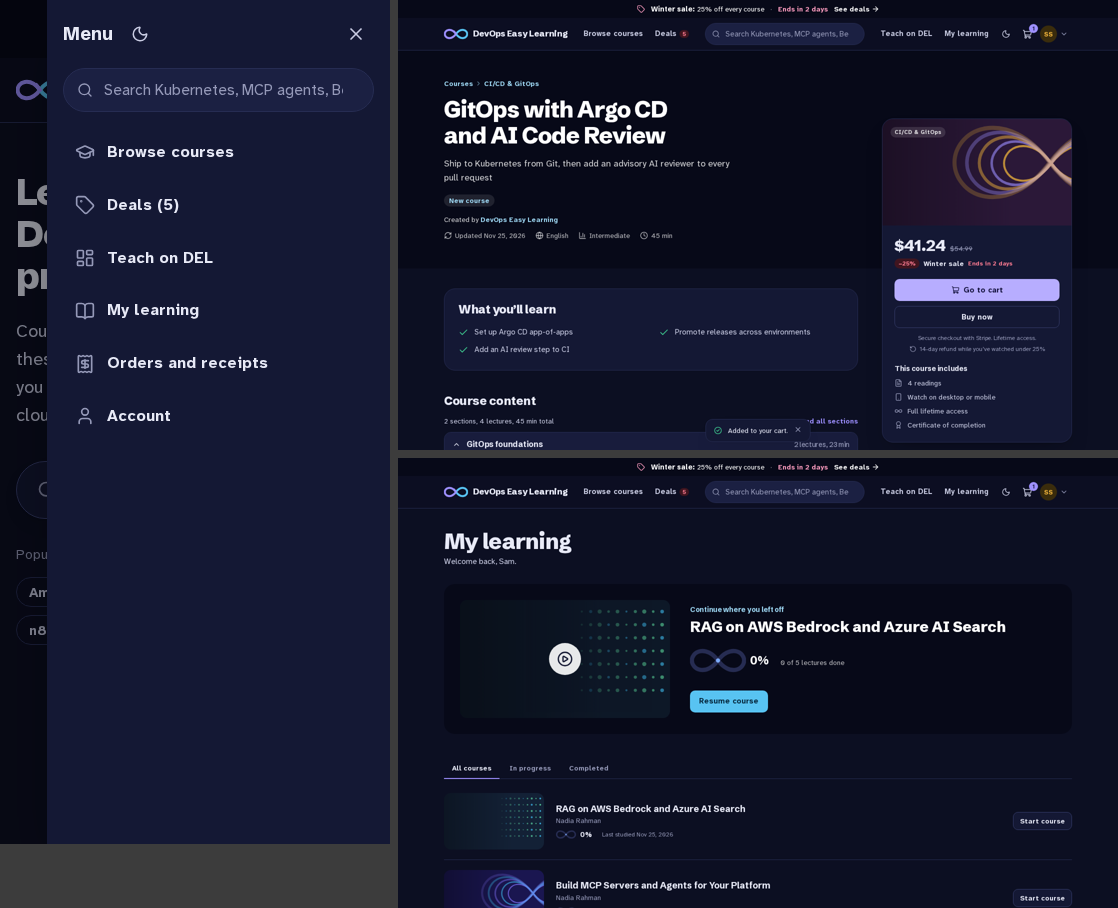 Menu
Search Kubernetes, MCP agents, Be
Browse courses
Deals (5)
Teach on DEL
My learning
Orders and receipts
Account
Le
De
pr
Cou
thes
you
clou
Popu
Am
n8
Winter sale: 25% off every course · Ends in 2 days See deals →
DevOps Easy Learning Browse courses Deals 5 Search Kubernetes, MCP agents, Be Teach on DEL My learning 1 SS
Courses > CI/CD & GitOps
GitOps with Argo CD
and AI Code Review
Ship to Kubernetes from Git, then add an advisory AI reviewer to every
pull request
New course
Created by DevOps Easy Learning
Updated Nov 25, 2026 English Intermediate 45 min
CI/CD & GitOps
$41.24 $54.99
−25% Winter sale Ends in 2 days
Go to cart
Buy now
Secure checkout with Stripe. Lifetime access.
14-day refund while you've watched under 25%
This course includes
4 readings
Watch on desktop or mobile
Full lifetime access
Certificate of completion
What you'll learn
Set up Argo CD app-of-apps
Promote releases across environments
Add an AI review step to CI
Course content
2 sections, 4 lectures, 45 min total
d all sections
Added to your cart.
GitOps foundations 2 lectures, 23 min
Winter sale: 25% off every course · Ends in 2 days See deals →
DevOps Easy Learning Browse courses Deals 5 Search Kubernetes, MCP agents, Be Teach on DEL My learning 1 SS
My learning
Welcome back, Sam.
Continue where you left off
RAG on AWS Bedrock and Azure AI Search
0% 0 of 5 lectures done
Resume course
All courses In progress Completed
RAG on AWS Bedrock and Azure AI Search
Nadia Rahman
0% Last studied Nov 25, 2026
Start course
Build MCP Servers and Agents for Your Platform
Nadia Rahman
Start course